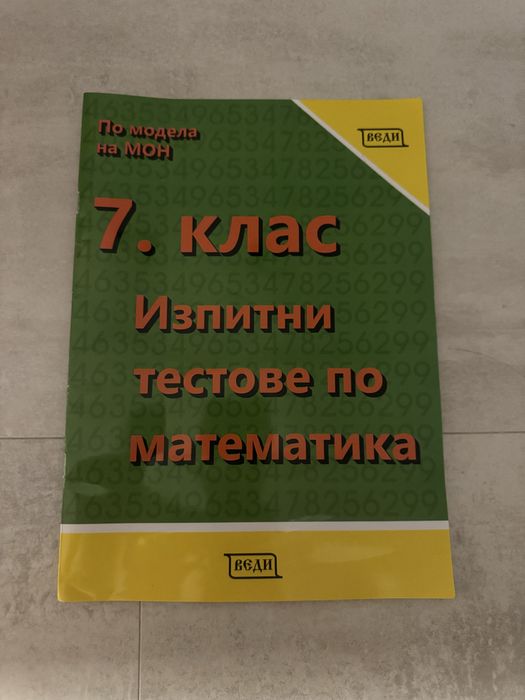 По модела
на МОН
ВЕДИ
7. клас
Изпитни
тестове по
математика
ВЕДИ